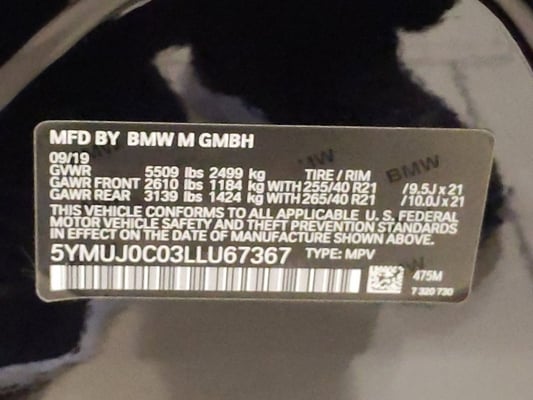 MFD BY BMW M GMBH
09/19
GVWR 5509 lbs 2499 kg TIRE / RIM
GAWR FRONT 2610 lbs 1184 kg WITH 255/40 R21 /9.5J x 21
GAWR REAR 3139 lbs 1424 kg WITH 265/40 R21 /10.0J x 21
THIS VEHICLE CONFORMS TO ALL APPLICABLE U. S. FEDERAL
MOTOR VEHICLE SAFETY AND THEFT PREVENTION STANDARDS
IN EFFECT ON THE DATE OF MANUFACTURE SHOWN ABOVE.
5YMUJ0C03LLU67367 TYPE: MPV
475M
7 320 730
BMW